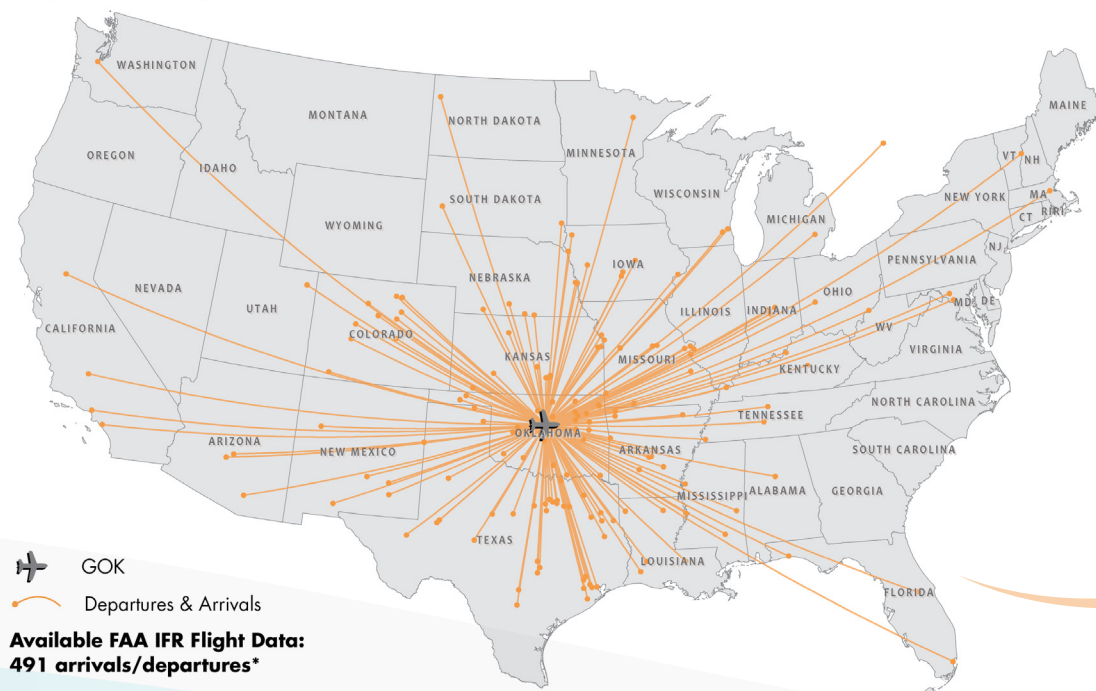 WASHINGTON
MAINE
MONTANA
NORTH DAKOTA
MINNESOTA
VT
NH
OREGON
IDAHO
SOUTH DAKOTA
WISCONSIN
NEW YORK
MA
MICHIGAN
CT
RIRI
WYOMING
PENNSYLVANIA
NJ
IOWA
NEBRASKA
NEVADA
OHIO
MD
DE
UTAH
ILLINOIS
INDIANA
CALIFORNIA
COLORADO
WV
KANSAS
MISSOURI
VIRGINIA
KENTUCKY
NORTH CAROLINA
TENNESSEE
OKLAHOMA
ARIZONA
NEW MEXICO
ARKANSAS
SOUTH CAROLINA
MISSISSIPPI
ALABAMA
GEORGIA
TEXAS
LOUISIANA
FLORIDA
GOK
Departures & Arrivals
Available FAA IFR Flight Data:
491 arrivals/departures*